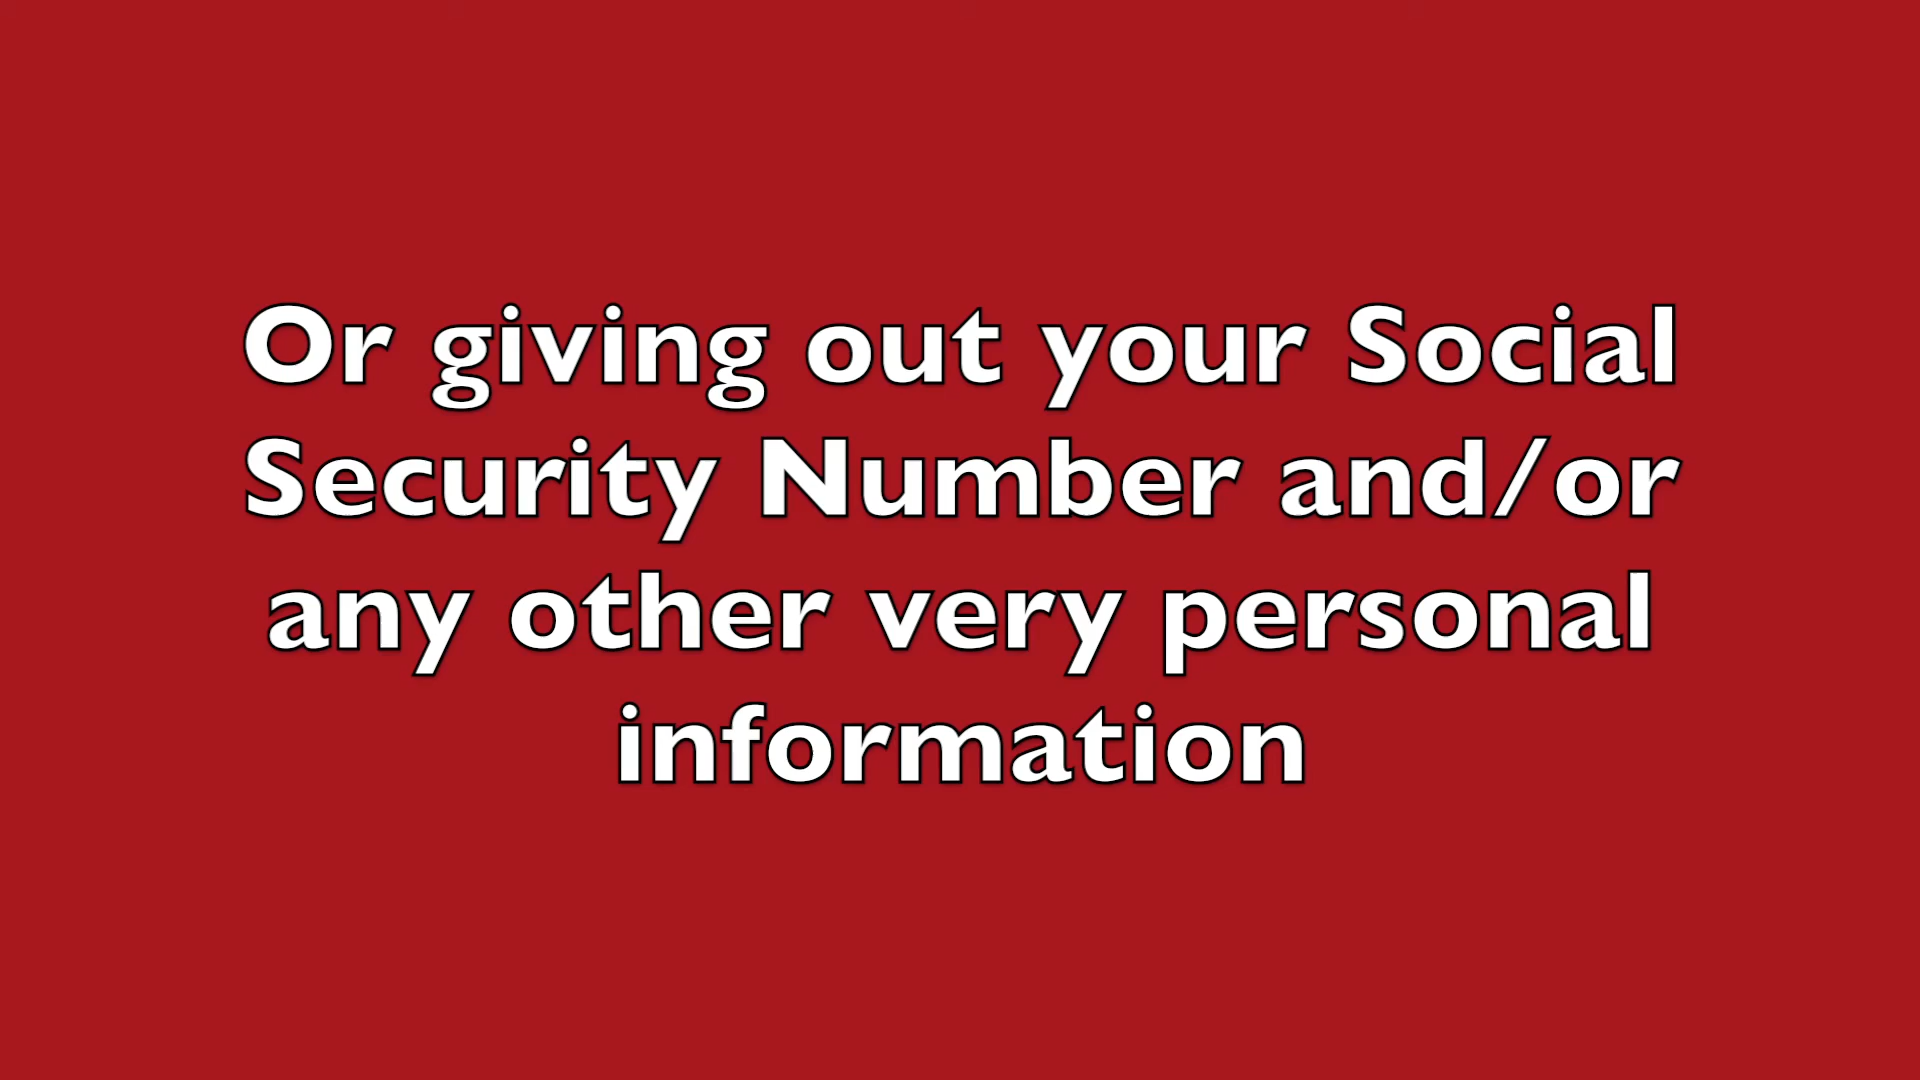 Or giving out your Social
Security Number and/or
any other very personal
information